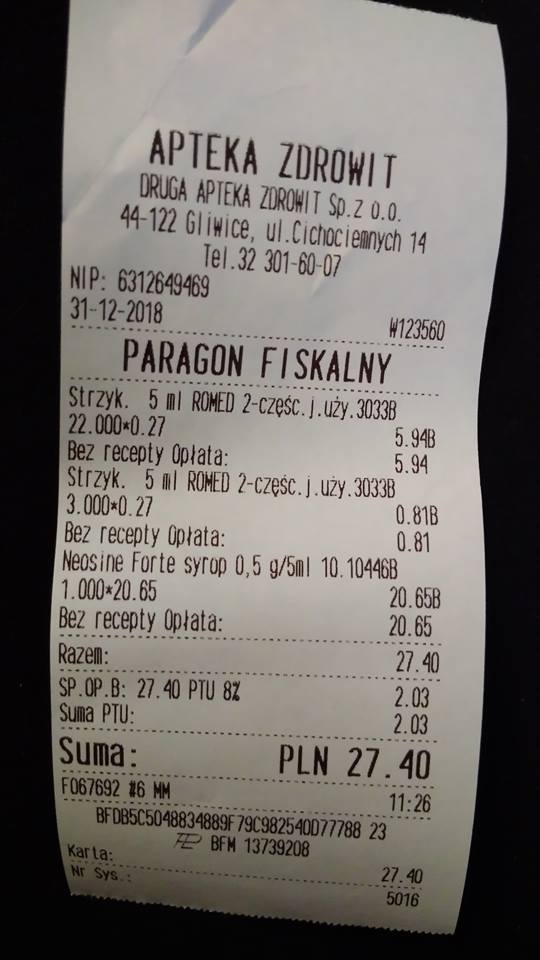 APTEKA ZDROWIT
DRUGA APTEKA ZDROWIT Sp.z o.o.
44-122 Gliwice, ul.Cichociemnych 14
Tel.32 301-60-07
NIP: 6312649469
31-12-2018 W123560
PARAGON FISKALNY
Strzyk. 5 ml ROMED 2-częśc.j.uży.3033B
22.000*0.27 5.94B
Bez recepty Opłata: 5.94
Strzyk. 5 ml ROMED 2-częśc.j.uży.3033B
3.000*0.27 0.81B
Bez recepty Opłata: 0.81
Neosine Forte syrop 0,5 g/5ml 10.10446B
1.000*20.65 20.65B
Bez recepty Opłata: 20.65
Razem: 27.40
SP.OP.B: 27.40 PTU 8% 2.03
Suma PTU: 2.03
Suma: PLN 27.40
F067692 #6 MM 11:26
BFDB5C5048834889F79C982540D77788 23
BFM 13739208
Karta: 27.40
Nr Sys.: 5016